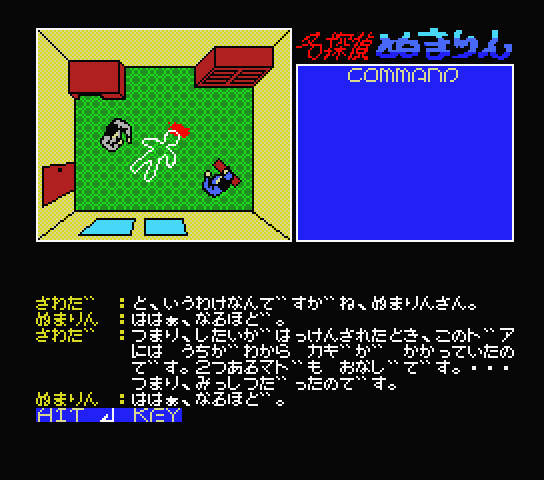 名探偵 ぬまりん
COMMAND
さわだ :と、いうわけなんですがね、ぬまりんさん。
ぬまりん :ははぁ、なるほど。
さわだ :つまり、したいがはっけんされたとき、このドア
には うちがわから カギが かかっていたの
です。2つあるマドも おなじです。・・・
つまり、みっしつだったのです。
ぬまりん :ははぁ、なるほど。
HIT ⏎ KEY